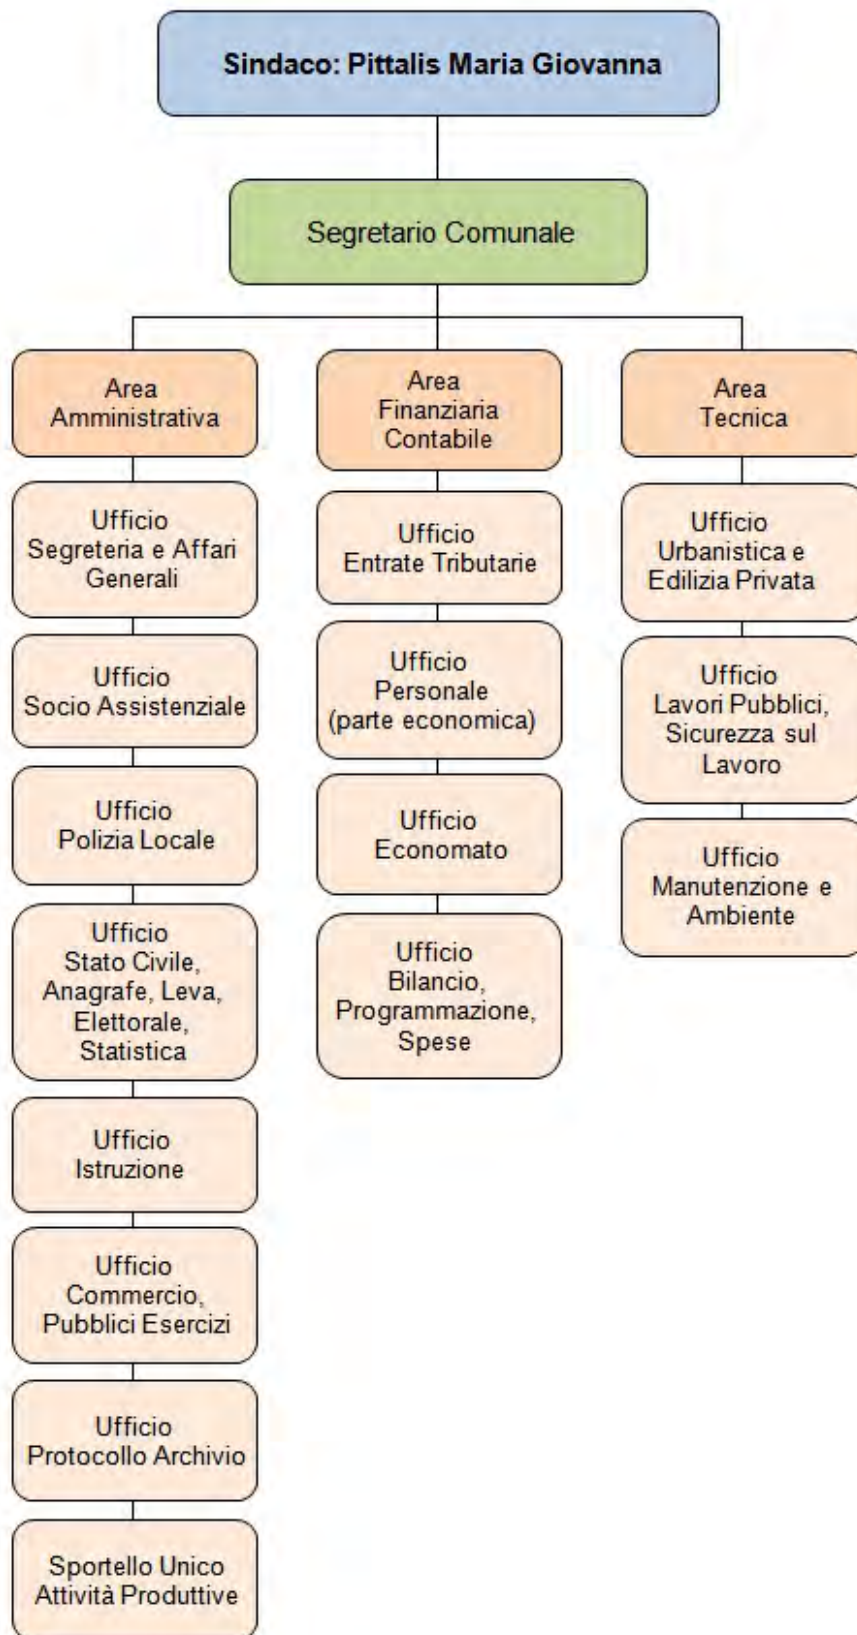 Sindaco: Pittalis Maria Giovanna
Segretario Comunale
Area
Amministrativa
Ufficio
Segreteria e Affari
Generali
Ufficio
Socio Assistenziale
Ufficio
Polizia Locale
Ufficio
Stato Civile,
Anagrafe, Leva,
Elettorale,
Statistica
Ufficio
Istruzione
Ufficio
Commercio,
Pubblici Esercizi
Ufficio
Protocollo Archivio
Sportello Unico
Attività Produttive
Area
Finanziaria
Contabile
Ufficio
Entrate Tributarie
Ufficio
Personale
(parte economica)
Ufficio
Economato
Ufficio
Bilancio,
Programmazione,
Spese
Area
Tecnica
Ufficio
Urbanistica e
Edilizia Privata
Ufficio
Lavori Pubblici,
Sicurezza sul
Lavoro
Ufficio
Manutenzione e
Ambiente